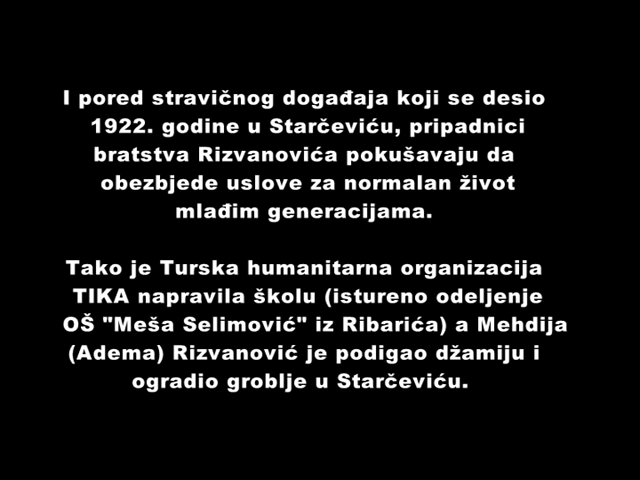 I pored stravičnog događaja koji se desio
1922. godine u Starčeviću, pripadnici
bratstva Rizvanovića pokušavaju da
obezbjede uslove za normalan život
mlađim generacijama.
Tako je Turska humanitarna organizacija
TIKA napravila školu (istureno odeljenje
OŠ "Meša Selimović" iz Ribarića) a Mehdija
(Adema) Rizvanović je podigao džamiju i
ogradio groblje u Starčeviću.